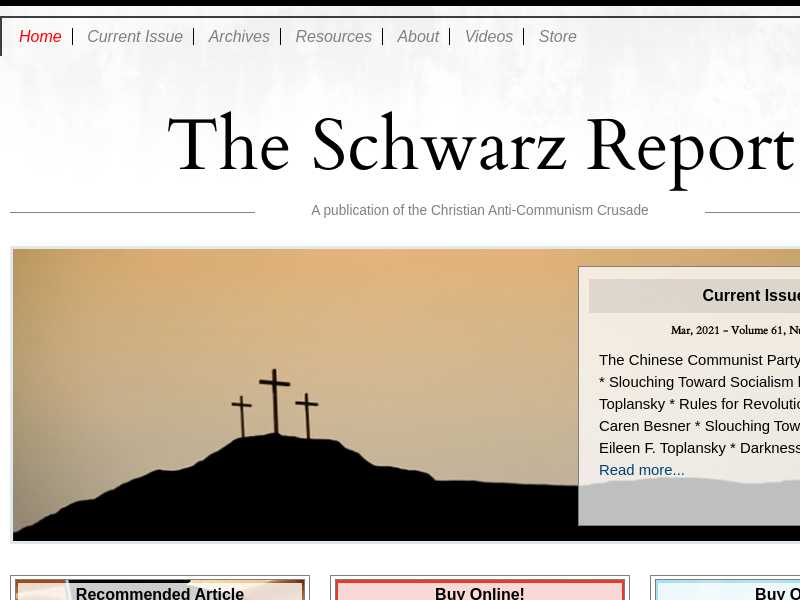 Home Current Issue Archives Resources About Videos Store
The Schwarz Report
A publication of the Christian Anti-Communism Crusade
Current Issue
Mar, 2021 - Volume 61,
The Chinese Communist Party
* Slouching Toward Socialism
Toplansky * Rules for
Caren Besner * Slouching
Eileen F. Toplansky * Darkness
Read more...
Recommended Article
Buy Online!
Buy